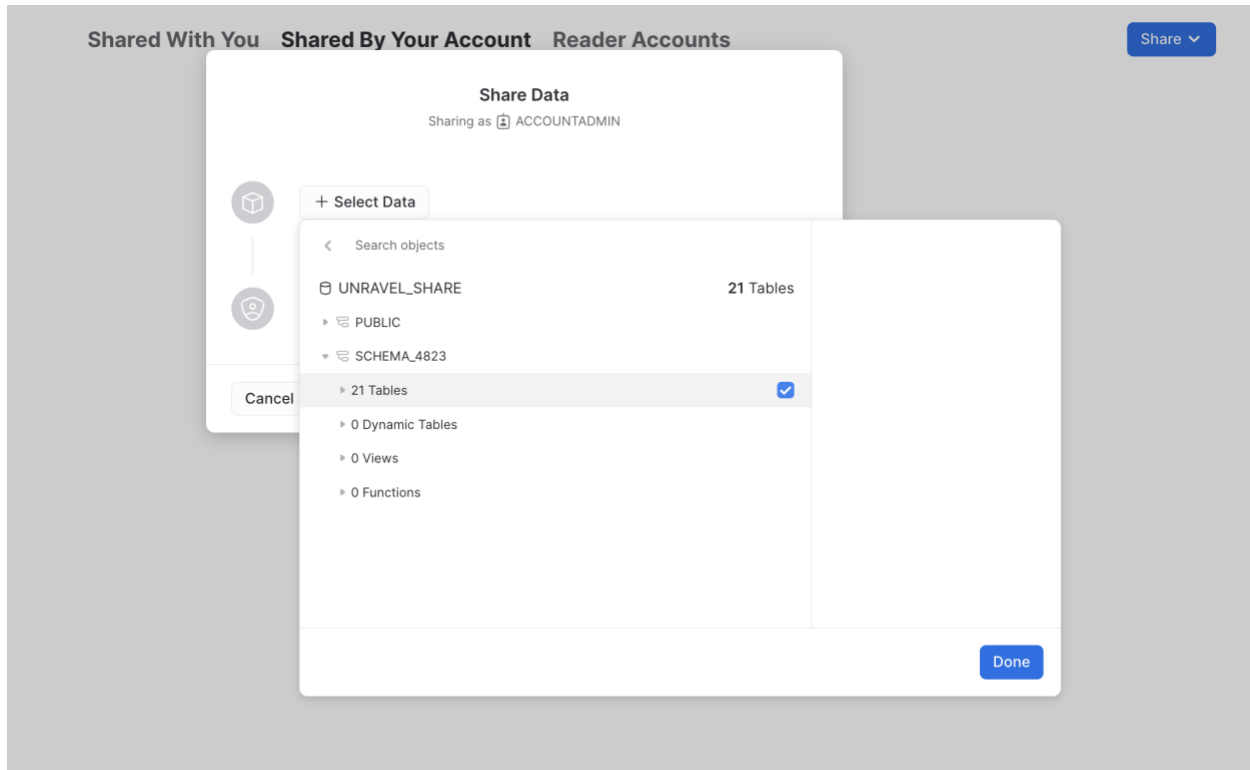 Shared With You Shared By Your Account Reader Accounts Share
Share Data
Sharing as ACCOUNTADMIN
+ Select Data
Search objects
UNRAVEL_SHARE 21 Tables
PUBLIC
SCHEMA_4823
21 Tables
Cancel
0 Dynamic Tables
0 Views
0 Functions
Done